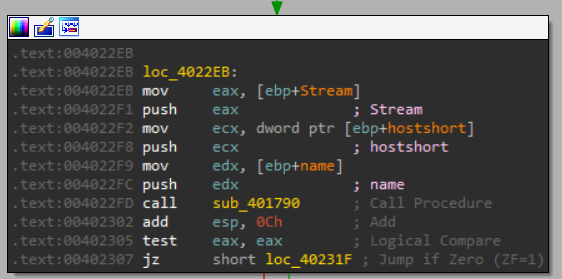 .text:004022EB
.text:004022EB loc_4022EB:
.text:004022EB mov     eax, [ebp+Stream]
.text:004022F1 push    eax             ; Stream
.text:004022F2 mov     ecx, dword ptr [ebp+hostshort]
.text:004022F8 push    ecx             ; hostshort
.text:004022F9 mov     edx, [ebp+name]
.text:004022FC push    edx             ; name
.text:004022FD call    sub_401790      ; Call Procedure
.text:00402302 add     esp, 0Ch        ; Add
.text:00402305 test    eax, eax        ; Logical Compare
.text:00402307 jz      short loc_40231F ; Jump if Zero (ZF=1)